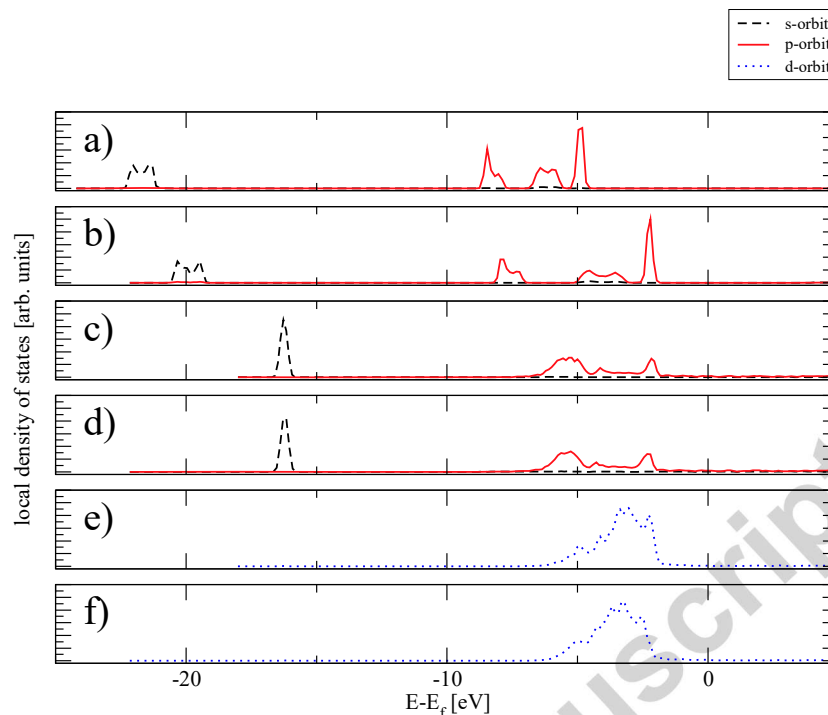 s-orbit
p-orbit
d-orbit
a)
b)
c)
d)
e)
f)
local density of states [arb. units]
-20
-10
0
E-E_f [eV]